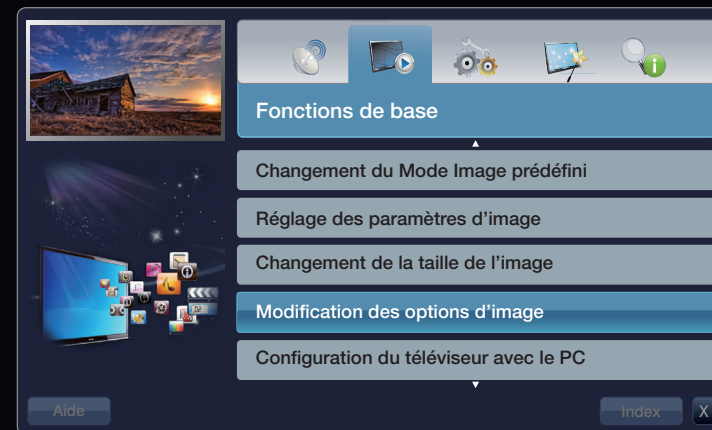 Fonctions de base
Changement du Mode Image prédéfini
Réglage des paramètres d'image
Changement de la taille de l'image
Modification des options d'image
Configuration du téléviseur avec le PC
Aide
Index
X